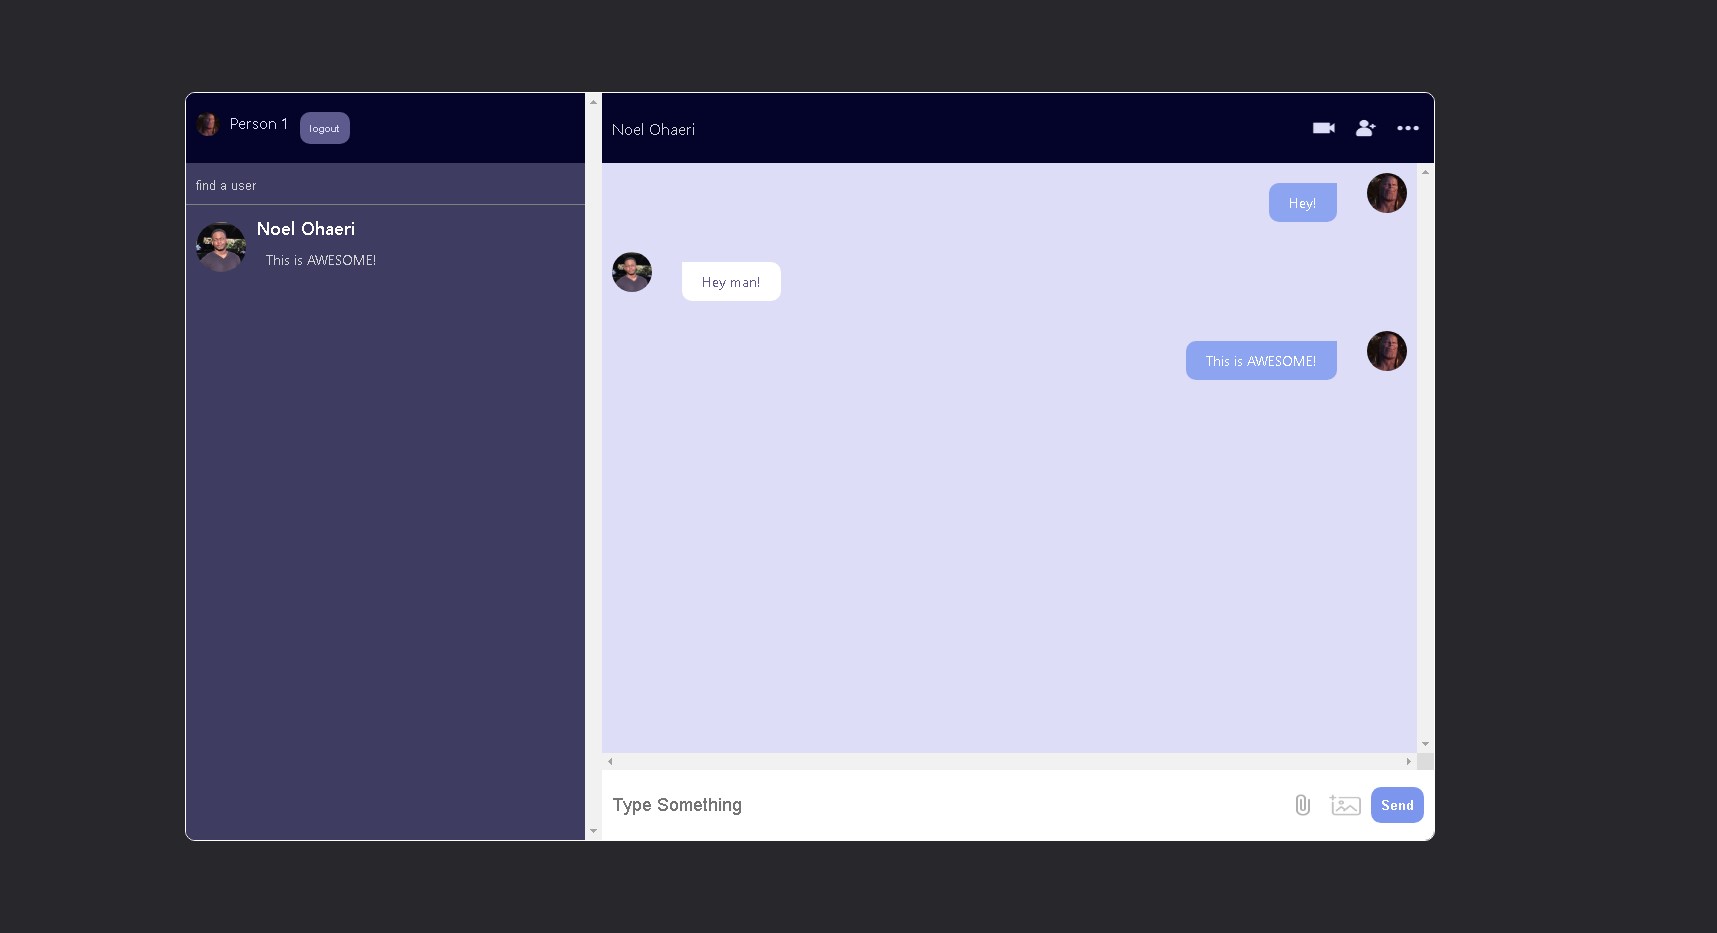 Person 1
logout
find a user
Noel Ohaeri
This is AWESOME!
Noel Ohaeri
Hey!
Hey man!
This is AWESOME!
Type Something
Send